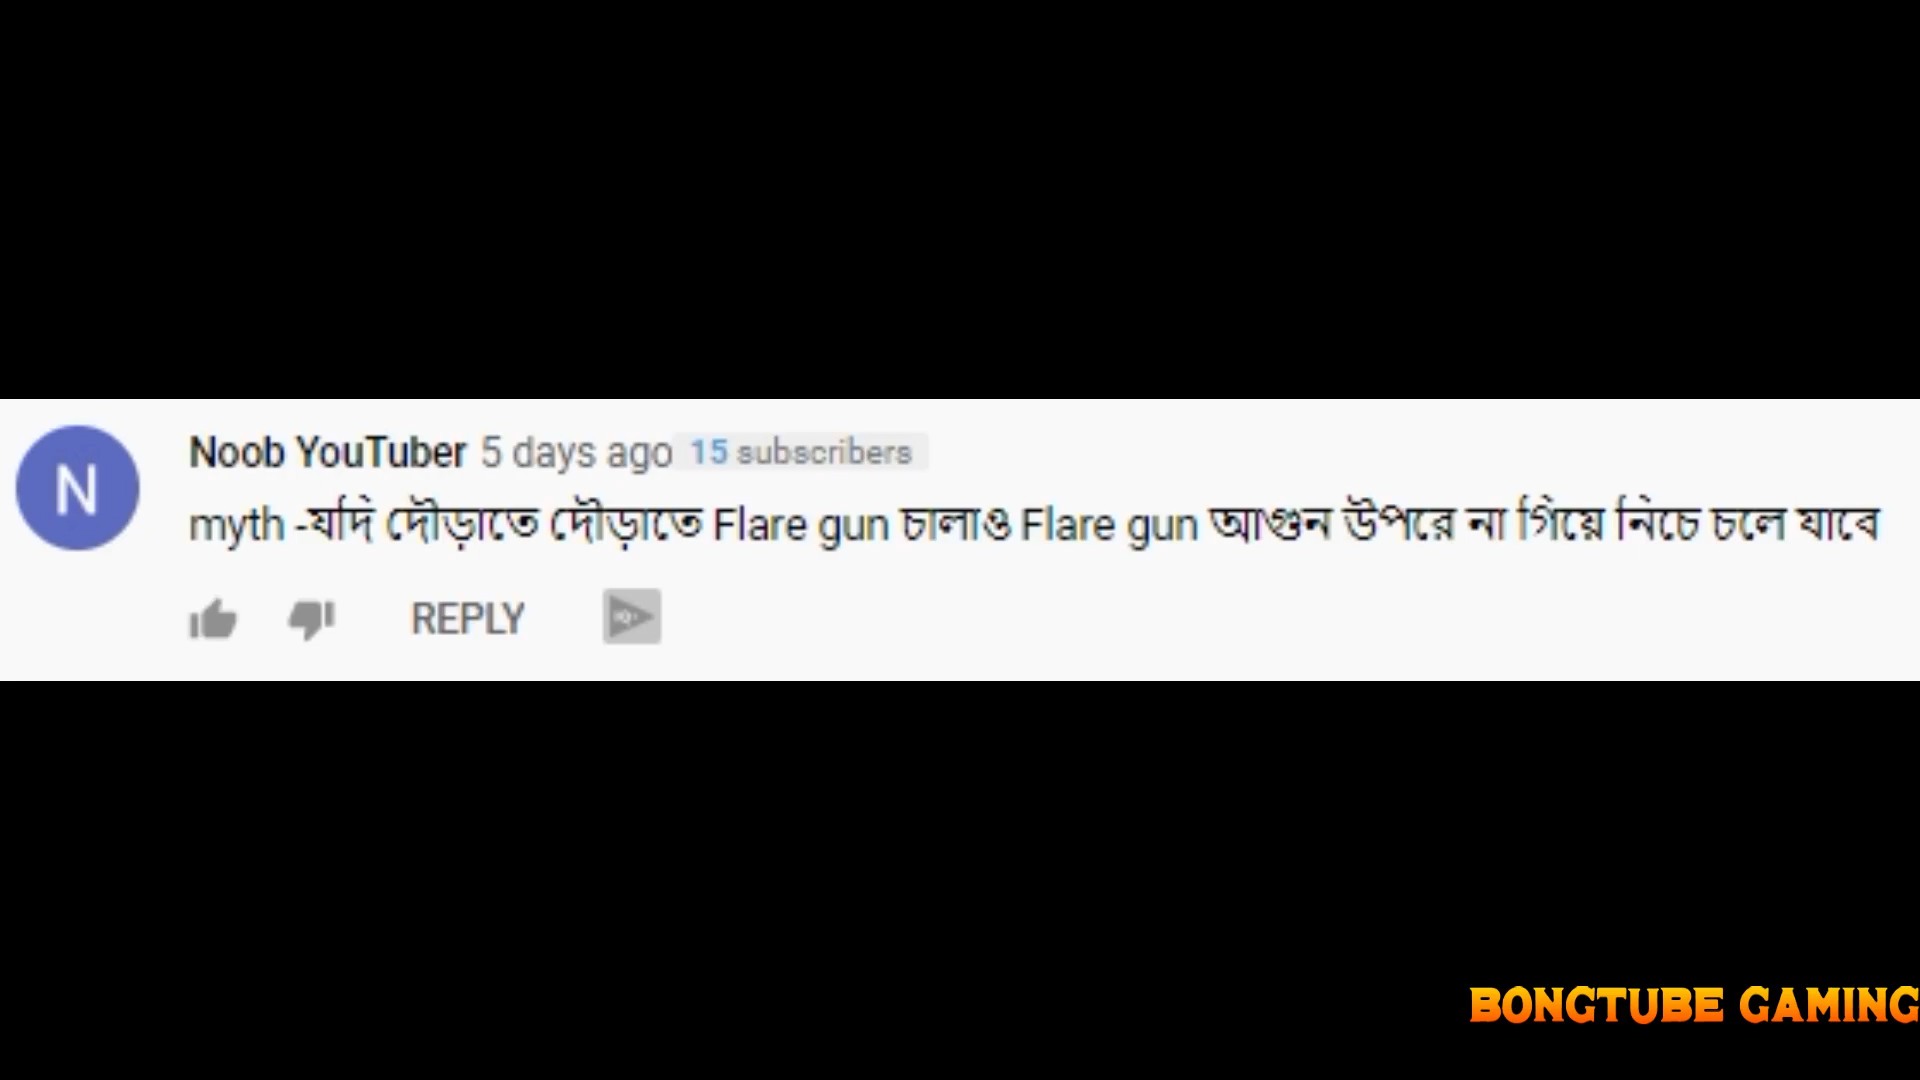 N
Noob YouTuber 5 days ago 15 subscribers
myth -যদি দৌড়াতে দৌড়াতে Flare gun চালাও Flare gun আগুন উপরে না গিয়ে নিচে চলে যাবে
REPLY
BONGTUBE GAMING